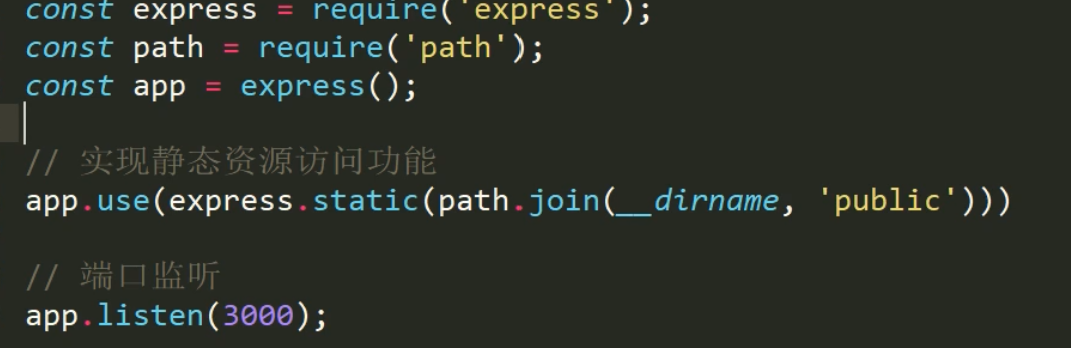 const express = require('express');
const path = require('path');
const app = express();
// 实现静态资源访问功能
app.use(express.static(path.join(__dirname, 'public')))
// 端口监听
app.listen(3000);